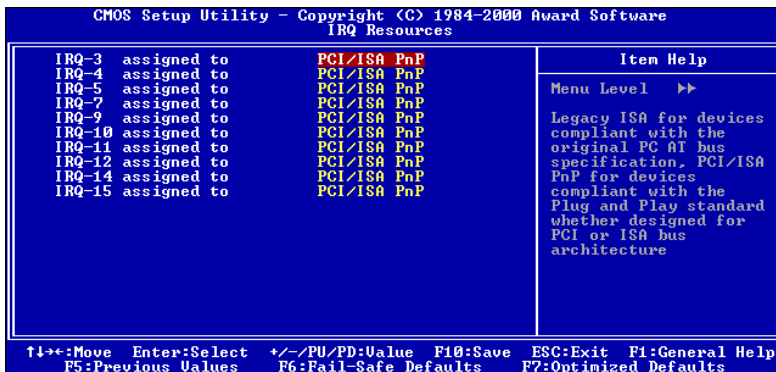 CMOS Setup Utility - Copyright (C) 1984-2000 Award Software
IRQ Resources
IRQ-3 assigned to PCI/ISA PnP
IRQ-4 assigned to PCI/ISA PnP
IRQ-5 assigned to PCI/ISA PnP
IRQ-7 assigned to PCI/ISA PnP
IRQ-9 assigned to PCI/ISA PnP
IRQ-10 assigned to PCI/ISA PnP
IRQ-11 assigned to PCI/ISA PnP
IRQ-12 assigned to PCI/ISA PnP
IRQ-14 assigned to PCI/ISA PnP
IRQ-15 assigned to PCI/ISA PnP
Item Help
Menu Level ►►
Legacy ISA for devices
compliant with the
original PC AT bus
specification, PCI/ISA
PnP for devices
compliant with the
Plug and Play standard
whether designed for
PCI or ISA bus
architecture
↑↓→←:Move Enter:Select +/-/PU/PD:Value F10:Save ESC:Exit F1:General Help
F5:Previous Values F6:Fail-Safe Defaults F7:Optimized Defaults